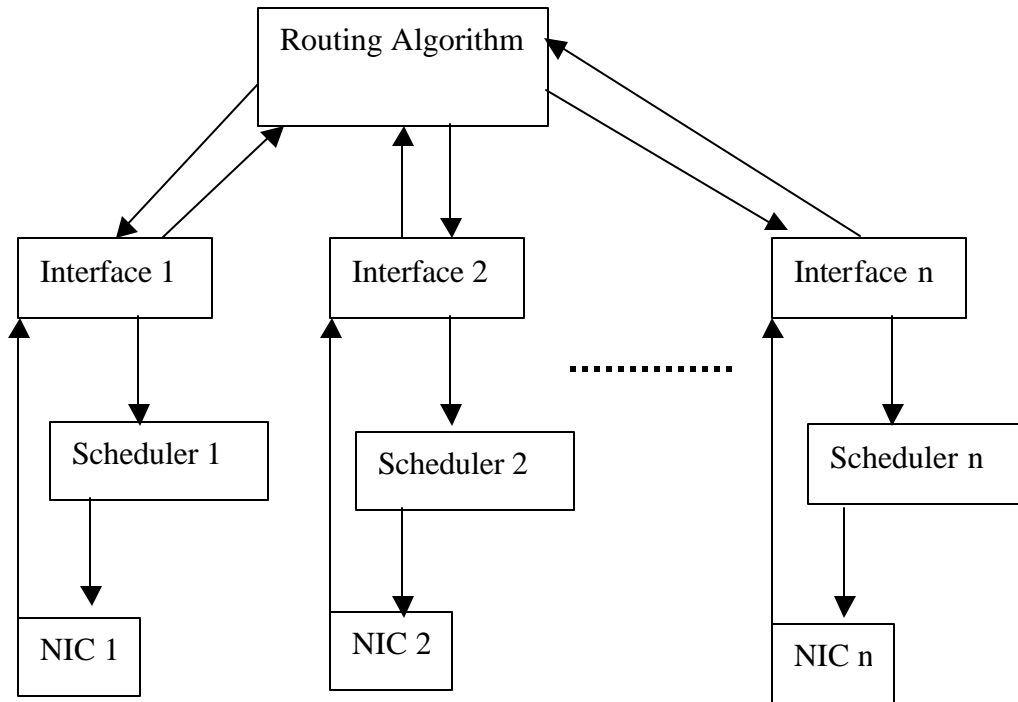 Routing Algorithm
Interface 1
Interface 2
Interface n
Scheduler 1
Scheduler 2
Scheduler n
NIC 1
NIC 2
NIC n